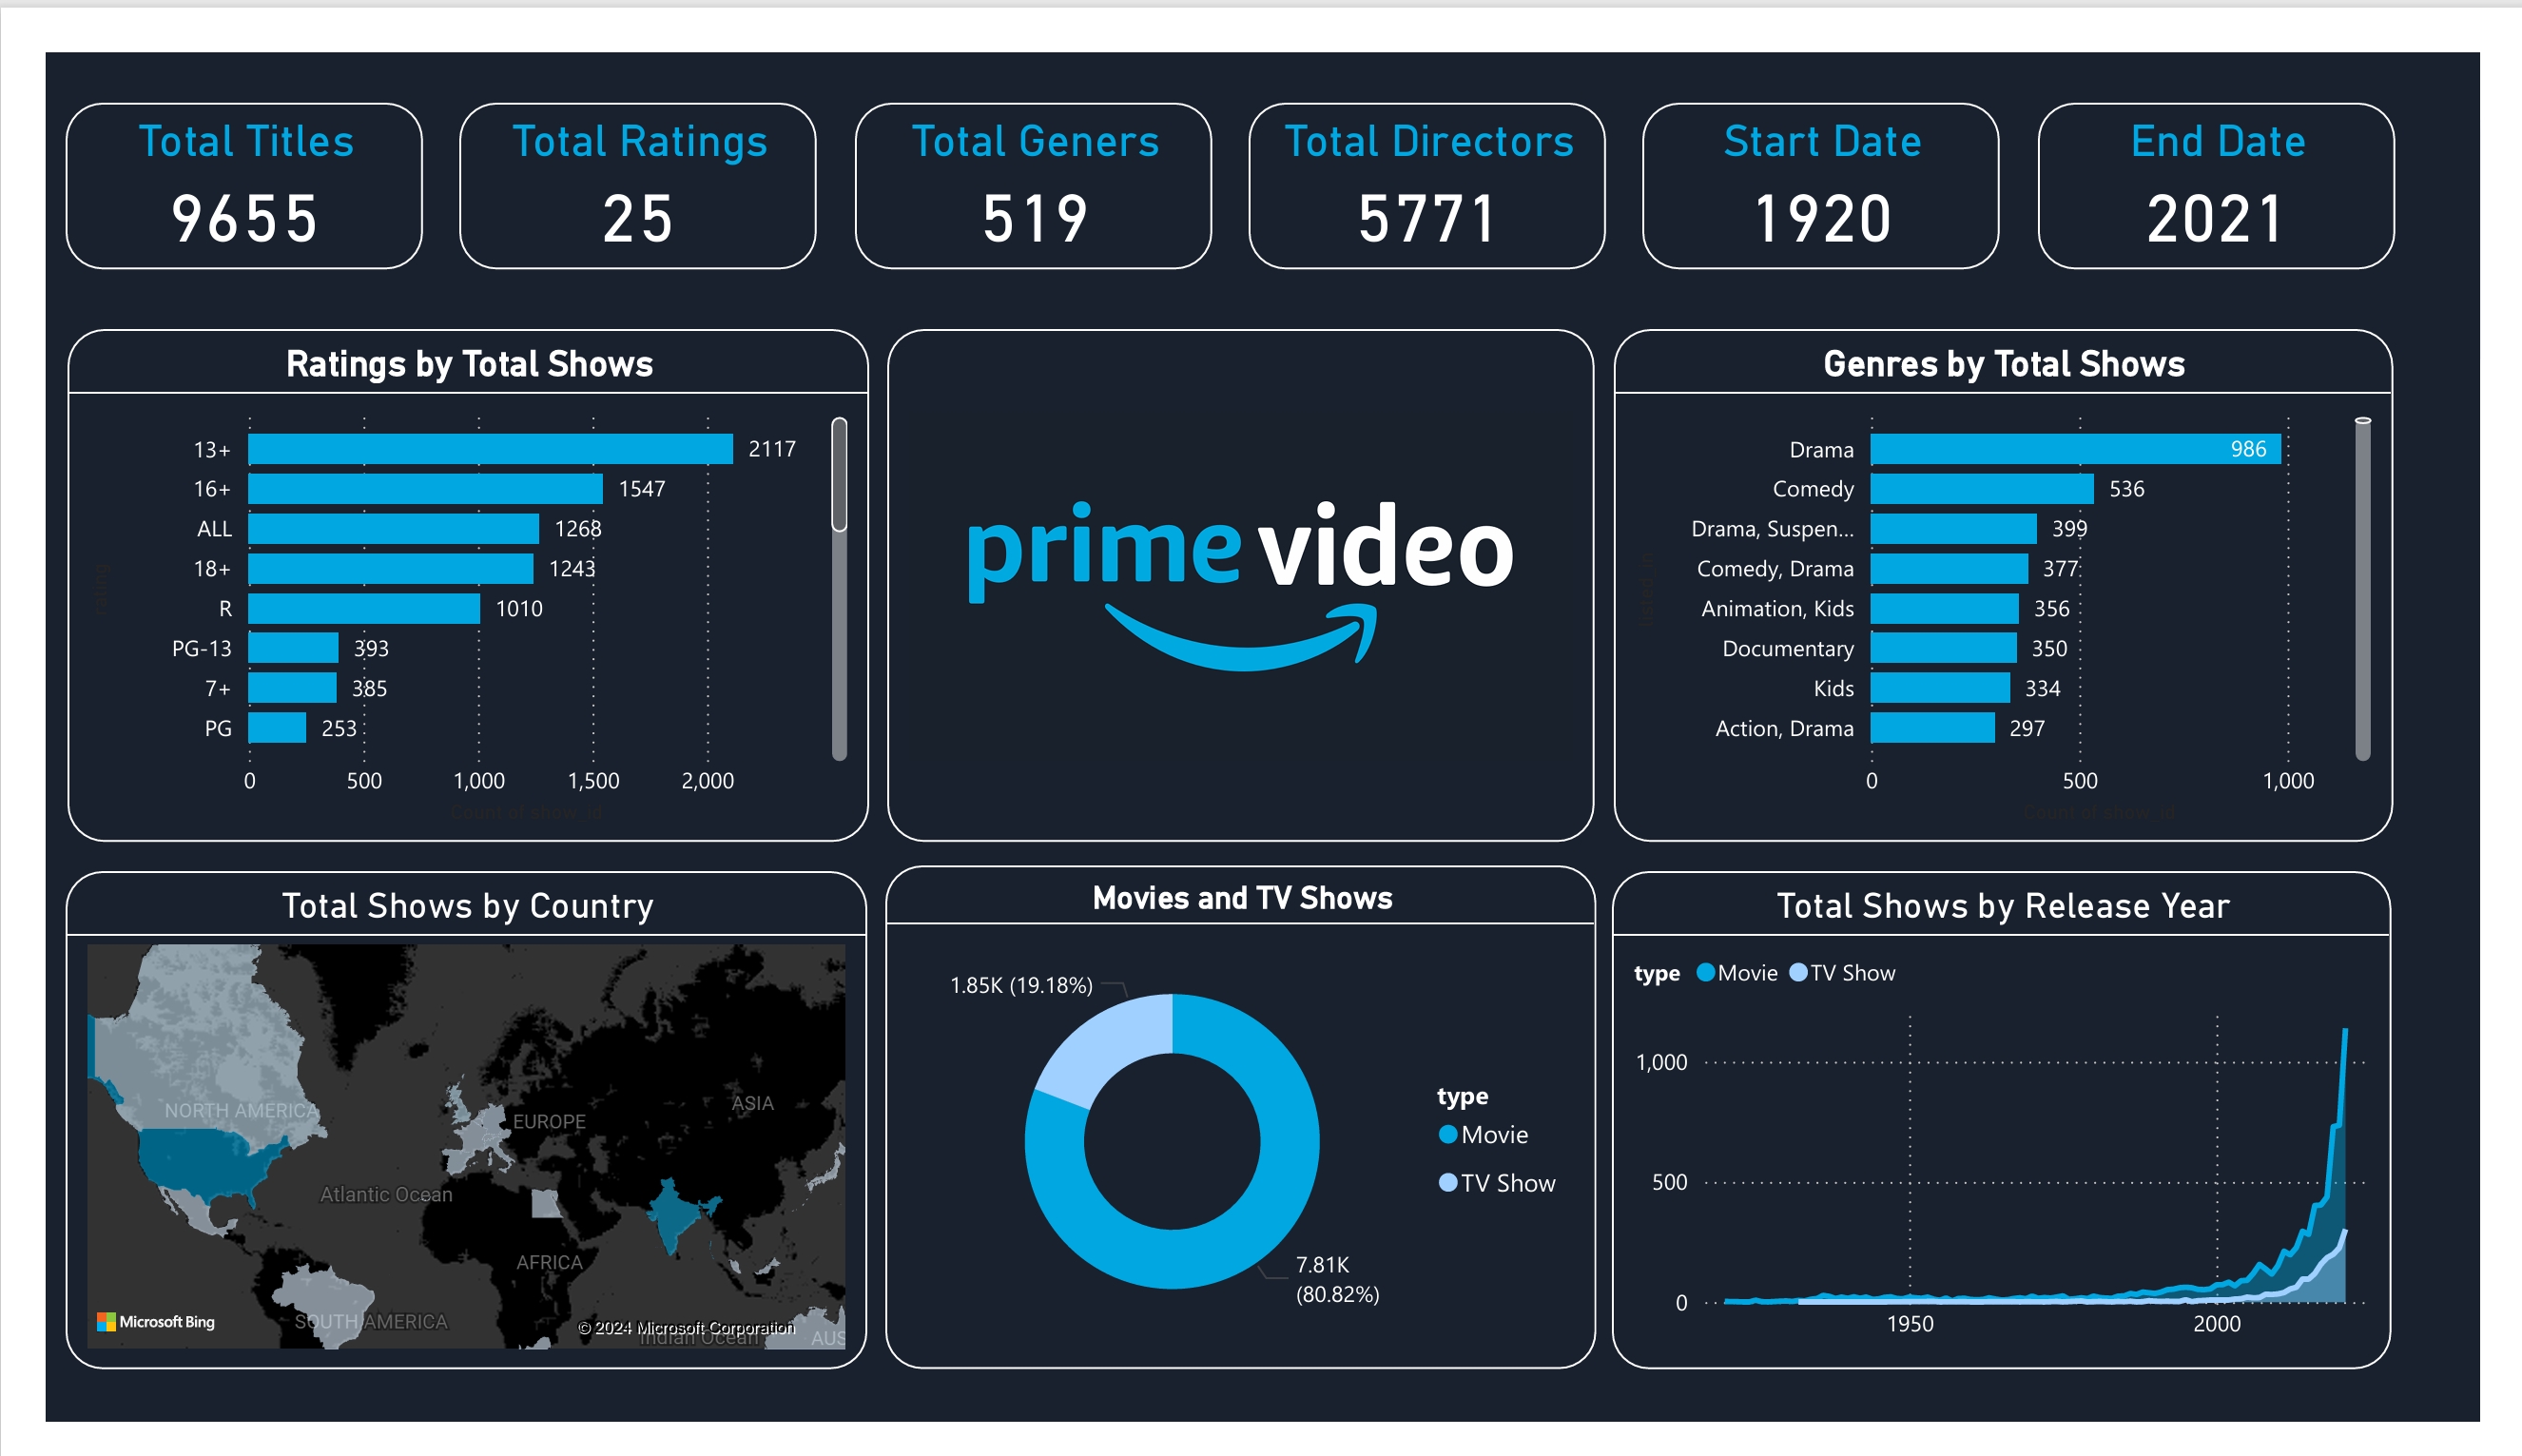 Total Titles
9655
Total Ratings
25
Total Geners
519
Total Directors
5771
Start Date
1920
End Date
2021
Ratings by Total Shows
rating
13+ 2117
16+ 1547
ALL 1268
18+ 1243
R 1010
PG-13 393
7+ 385
PG 253
0 500 1,000 1,500 2,000
Count of show_id
prime video
Genres by Total Shows
listed_in
Drama 986
Comedy 536
Drama, Suspen... 399
Comedy, Drama 377
Animation, Kids 356
Documentary 350
Kids 334
Action, Drama 297
0 500 1,000
Count of show_id
Total Shows by Country
NORTH AMERICA
EUROPE
ASIA
Atlantic Ocean
AFRICA
SOUTH AMERICA
Indian Ocean
AUS
Microsoft Bing
© 2024 Microsoft Corporation
Movies and TV Shows
1.85K (19.18%)
7.81K
(80.82%)
type
Movie
TV Show
Total Shows by Release Year
type Movie TV Show
1,000
500
0
1950 2000